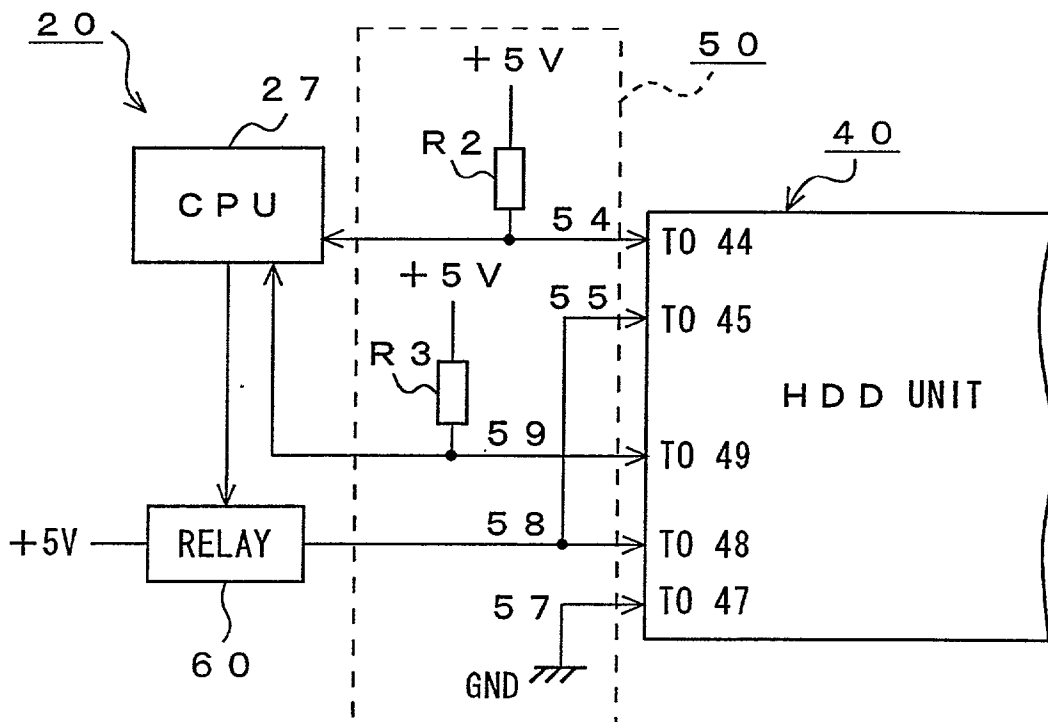 20
50
+5V
27
R2
40
CPU
54
TO 44
+5V
55
TO 45
R3
HDD UNIT
59
TO 49
58
+5V
RELAY
TO 48
57
TO 47
60
GND